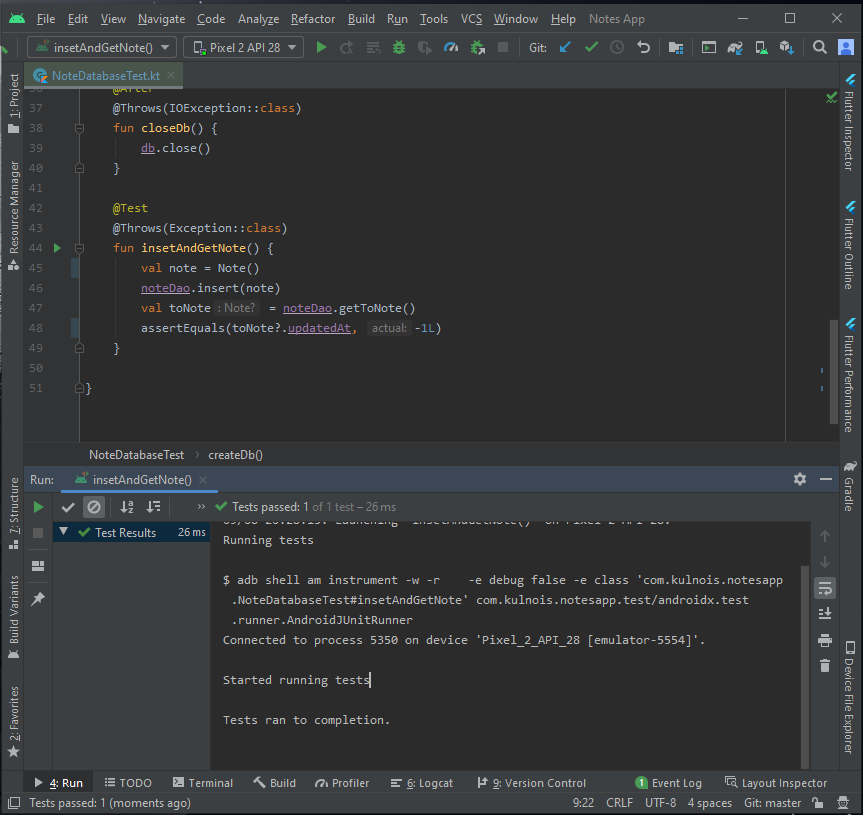 File Edit View Navigate Code Analyze Refactor Build Run Tools VCS Window Help Notes App
insetAndGetNote() Pixel 2 API 28 Git:
NoteDatabaseTest.kt
36 @After
37 @Throws(IOException::class)
38 fun closeDb() {
39 db.close()
40 }
41
42 @Test
43 @Throws(Exception::class)
44 fun insetAndGetNote() {
45 val note = Note()
46 noteDao.insert(note)
47 val toNote : Note? = noteDao.getToNote()
48 assertEquals(toNote?.updatedAt, actual: -1L)
49 }
50
51 }
NoteDatabaseTest › createDb()
Run: insetAndGetNote()
» Tests passed: 1 of 1 test – 26 ms
Test Results 26 ms
Running tests
$ adb shell am instrument -w -r -e debug false -e class 'com.kulnois.notesapp
.NoteDatabaseTest#insetAndGetNote' com.kulnois.notesapp.test/androidx.test
.runner.AndroidJUnitRunner
Connected to process 5350 on device 'Pixel_2_API_28 [emulator-5554]'.
Started running tests
Tests ran to completion.
1: Project
Resource Manager
7: Structure
Build Variants
2: Favorites
Flutter Inspector
Flutter Outline
Flutter Performance
Gradle
Device File Explorer
4: Run TODO Terminal Build Profiler 6: Logcat 9: Version Control 1 Event Log Layout Inspector
Tests passed: 1 (moments ago) 9:22 CRLF UTF-8 4 spaces Git: master